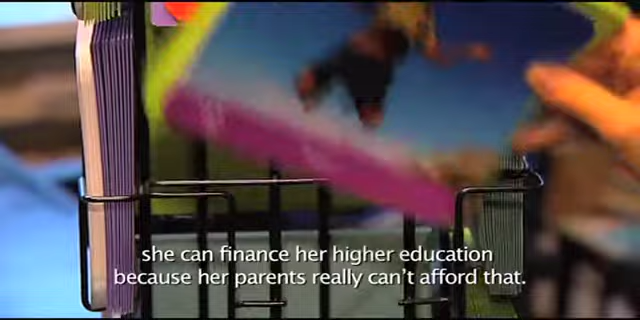 she can finance her higher education
because her parents really can't afford that.